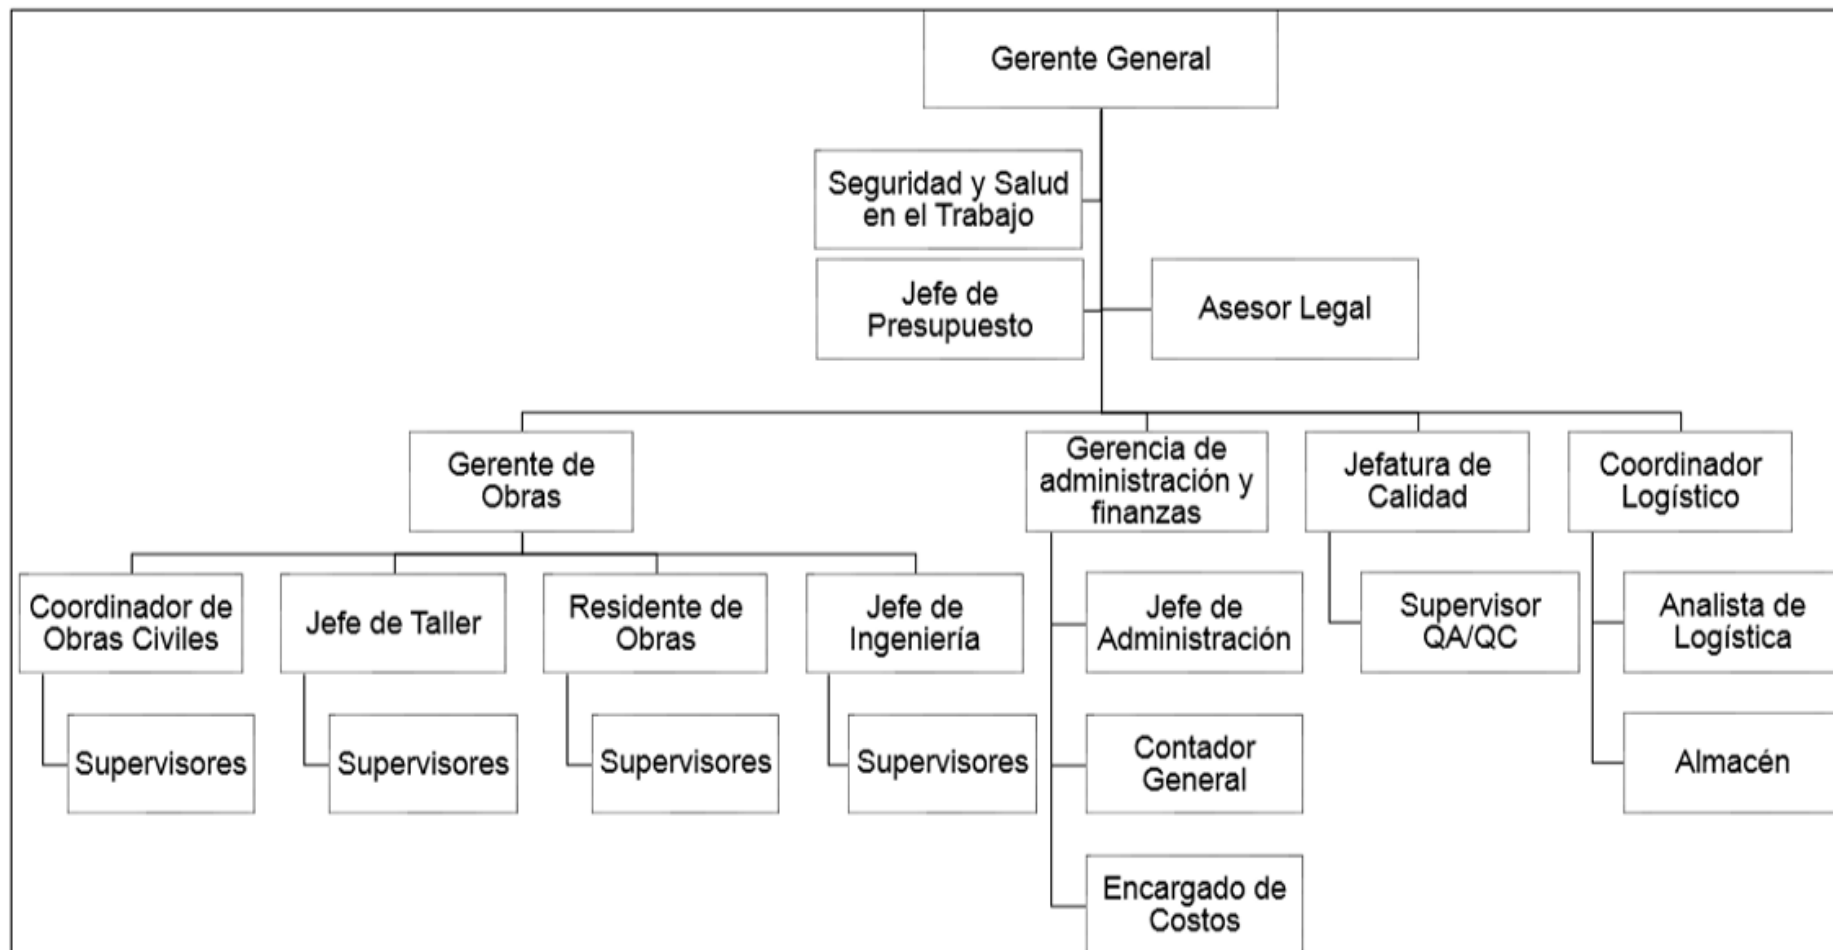 Gerente General
Seguridad y Salud
en el Trabajo
Jefe de
Presupuesto
Asesor Legal
Gerente de
Obras
Gerencia de
administración y
finanzas
Jefatura de
Calidad
Coordinador
Logístico
Coordinador de
Obras Civiles
Jefe de Taller
Residente de
Obras
Jefe de
Ingeniería
Jefe de
Administración
Supervisor
QA/QC
Analista de
Logística
Supervisores
Supervisores
Supervisores
Supervisores
Contador
General
Almacén
Encargado de
Costos